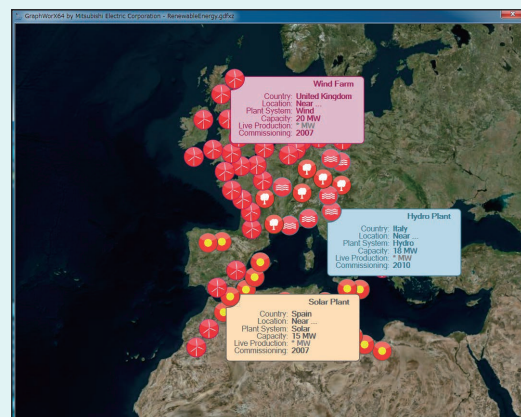 GraphWorX64 by Mitsubishi Electric Corporation - RenewableEnergy.gdfxz
Wind Farm
Country: United Kingdom
Location: Near ...
Plant System: Wind
Capacity: 20 MW
Live Production: * MW
Commissioning: 2007
Hydro Plant
Country: Italy
Location: Near ...
Plant System: Hydro
Capacity: 18 MW
Live Production: * MW
Commissioning: 2010
Solar Plant
Country: Spain
Location: Near ...
Plant System: Solar
Capacity: 15 MW
Live Production: * MW
Commissioning: 2007